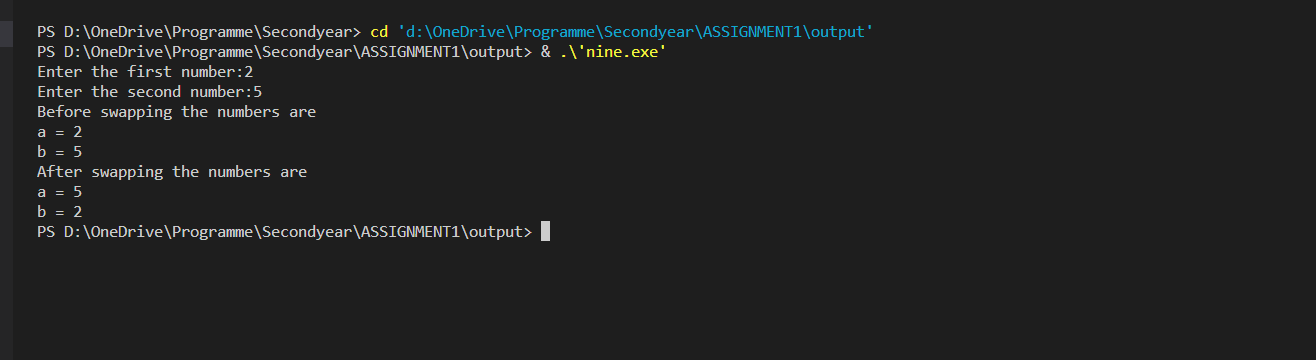 PS D:\OneDrive\Programme\Secondyear> cd 'd:\OneDrive\Programme\Secondyear\ASSIGNMENT1\output'
PS D:\OneDrive\Programme\Secondyear\ASSIGNMENT1\output> & .\'nine.exe'
Enter the first number:2
Enter the second number:5
Before swapping the numbers are
a = 2
b = 5
After swapping the numbers are
a = 5
b = 2
PS D:\OneDrive\Programme\Secondyear\ASSIGNMENT1\output>